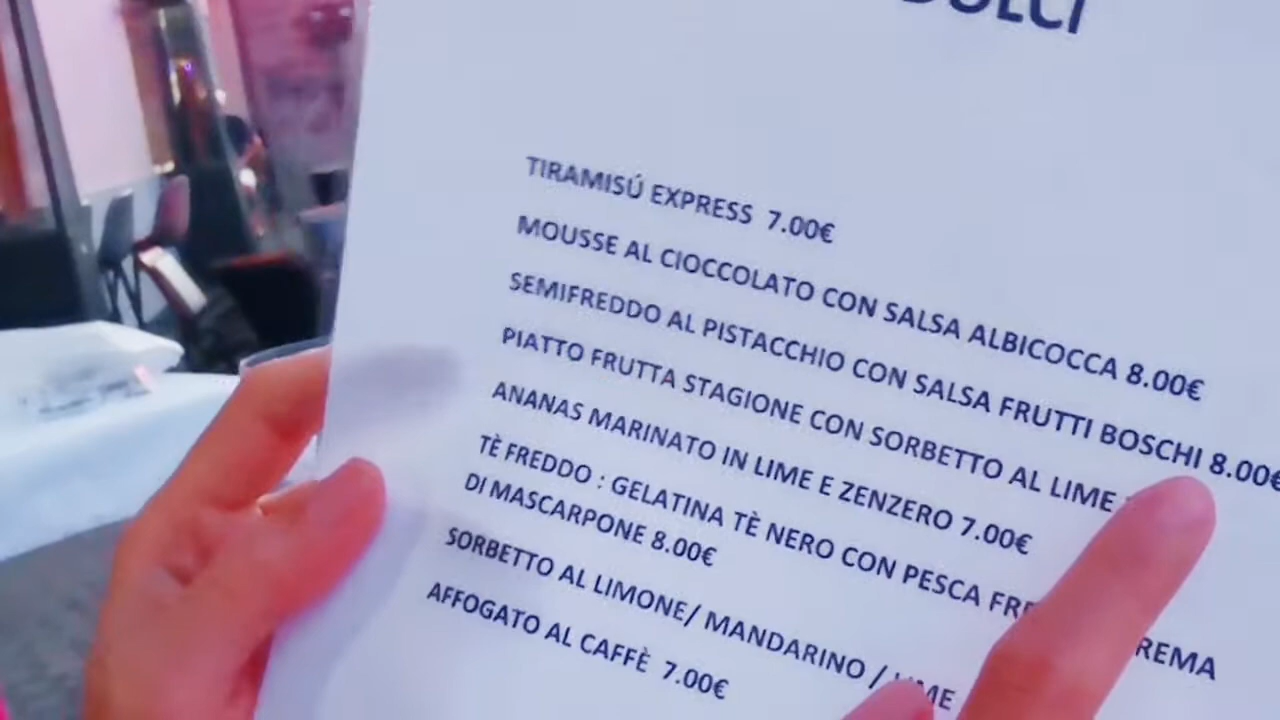 DOLCI
TIRAMISÚ EXPRESS 7.00€
MOUSSE AL CIOCCOLATO CON SALSA ALBICOCCA 8.00€
SEMIFREDDO AL PISTACCHIO CON SALSA FRUTTI BOSCHI 8.00€
PIATTO FRUTTA STAGIONE CON SORBETTO AL LIME
ANANAS MARINATO IN LIME E ZENZERO 7.00€
TÈ FREDDO : GELATINA TÈ NERO CON PESCA
DI MASCARPONE 8.00€
SORBETTO AL LIMONE/ MANDARINO / LIME
AFFOGATO AL CAFFÈ 7.00€